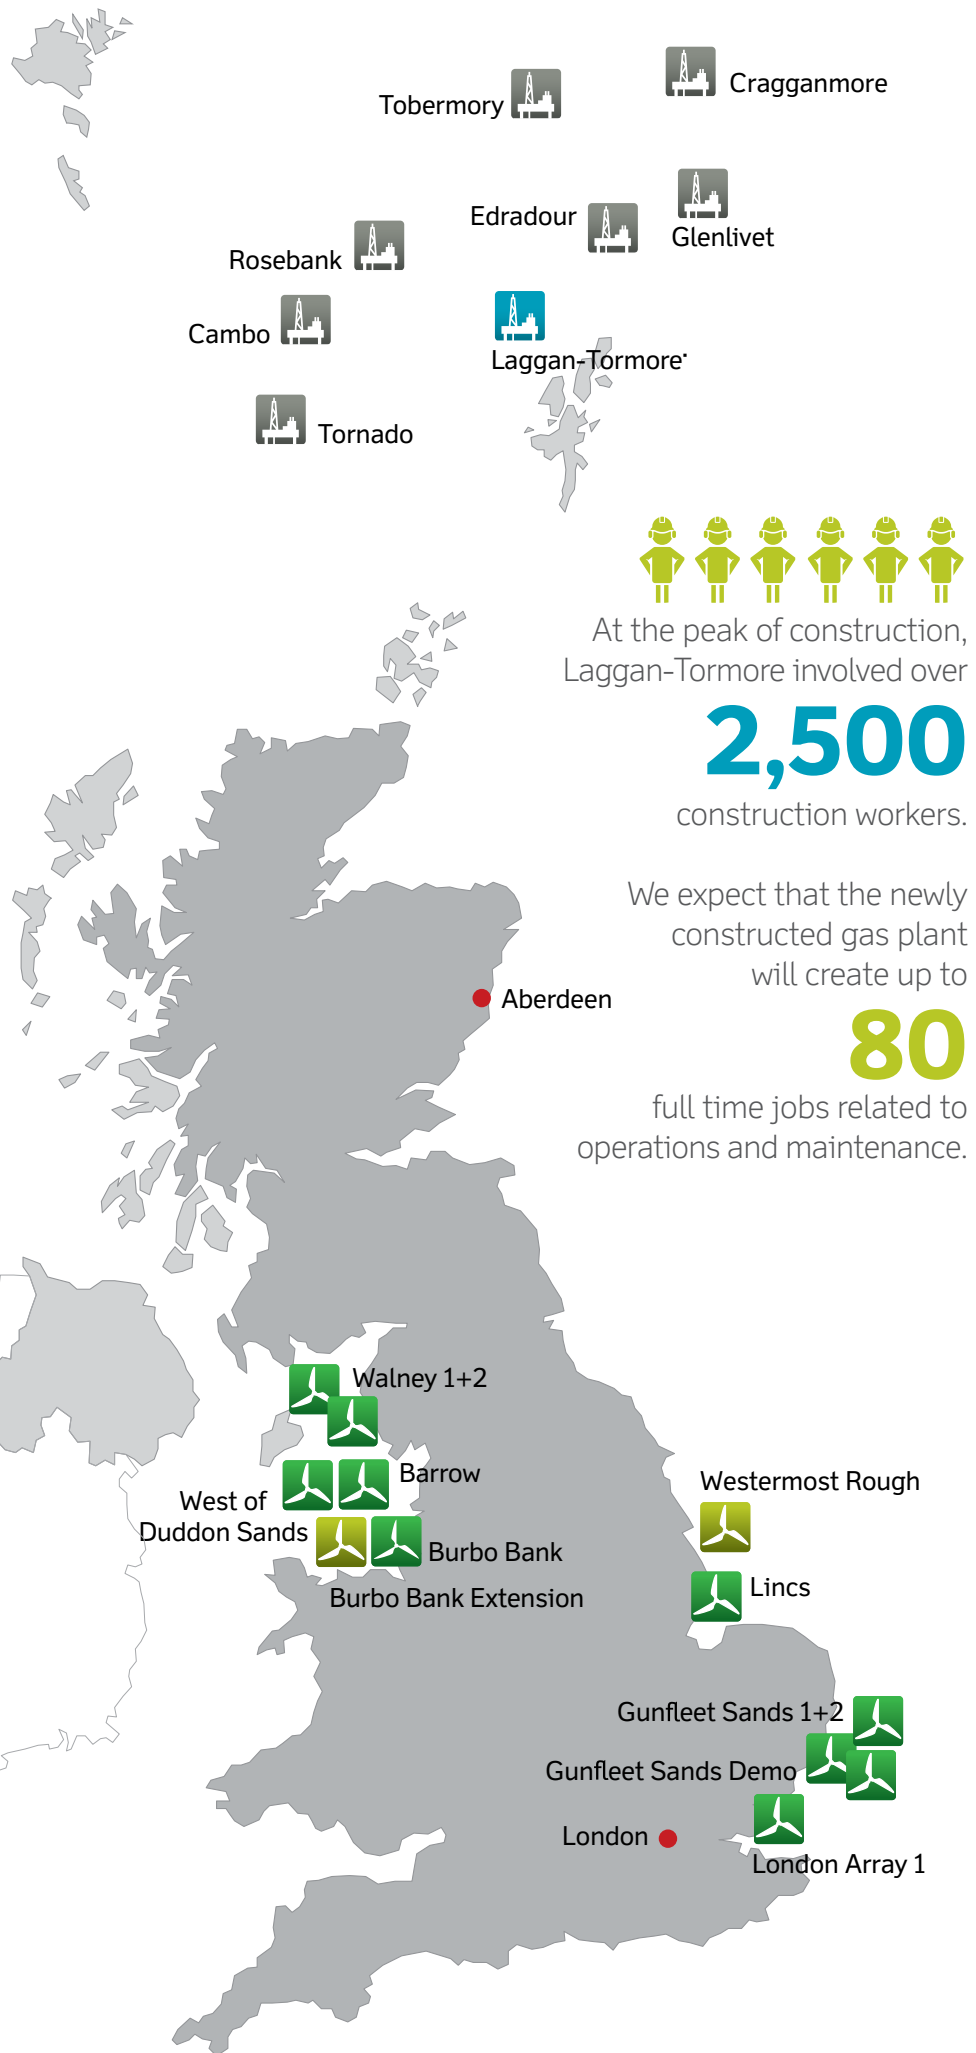 Cragganmore
Tobermory
Edradour
Glenlivet
Rosebank
Cambo
Laggan-Tormore•
Tornado
At the peak of construction,
Laggan-Tormore involved over
2,500
construction workers.
We expect that the newly
constructed gas plant
will create up to
80
full time jobs related to
operations and maintenance.
Aberdeen
Walney 1+2
Barrow
West of
Duddon Sands
Burbo Bank
Burbo Bank Extension
Westermost Rough
Lincs
Gunfleet Sands 1+2
Gunfleet Sands Demo
London
London Array 1